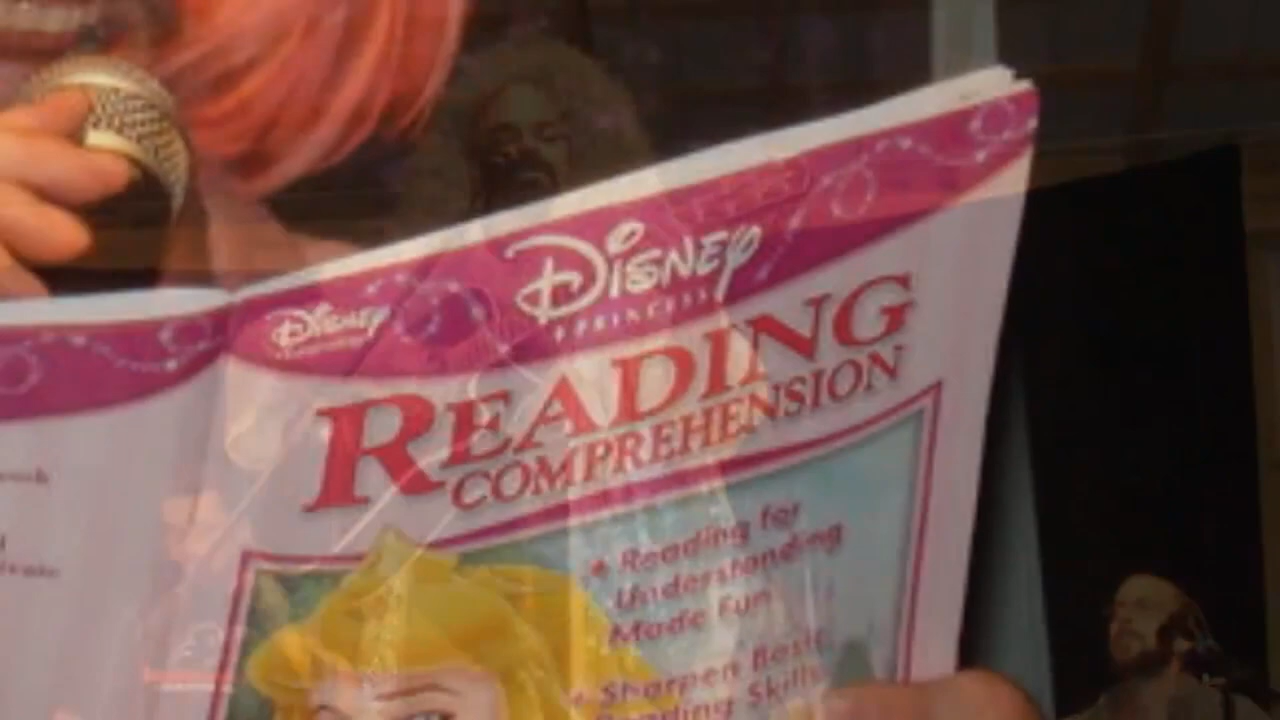 Disney
Disney
PRINCESS
READING
COMPREHENSION
Reading for
Understanding
Made Fun
Sharpen Basic
Reading Skills